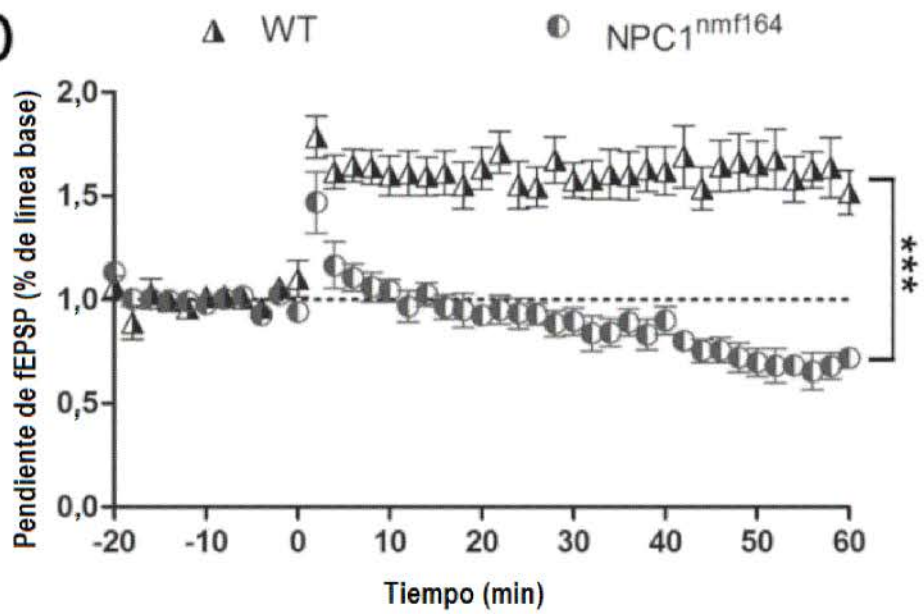 WT NPC1nmf164
Pendiente de fEPSP (% de línea base)
2,0
1,5
1,0
0,5
0,0
***
-20 -10 0 10 20 30 40 50 60
Tiempo (min)